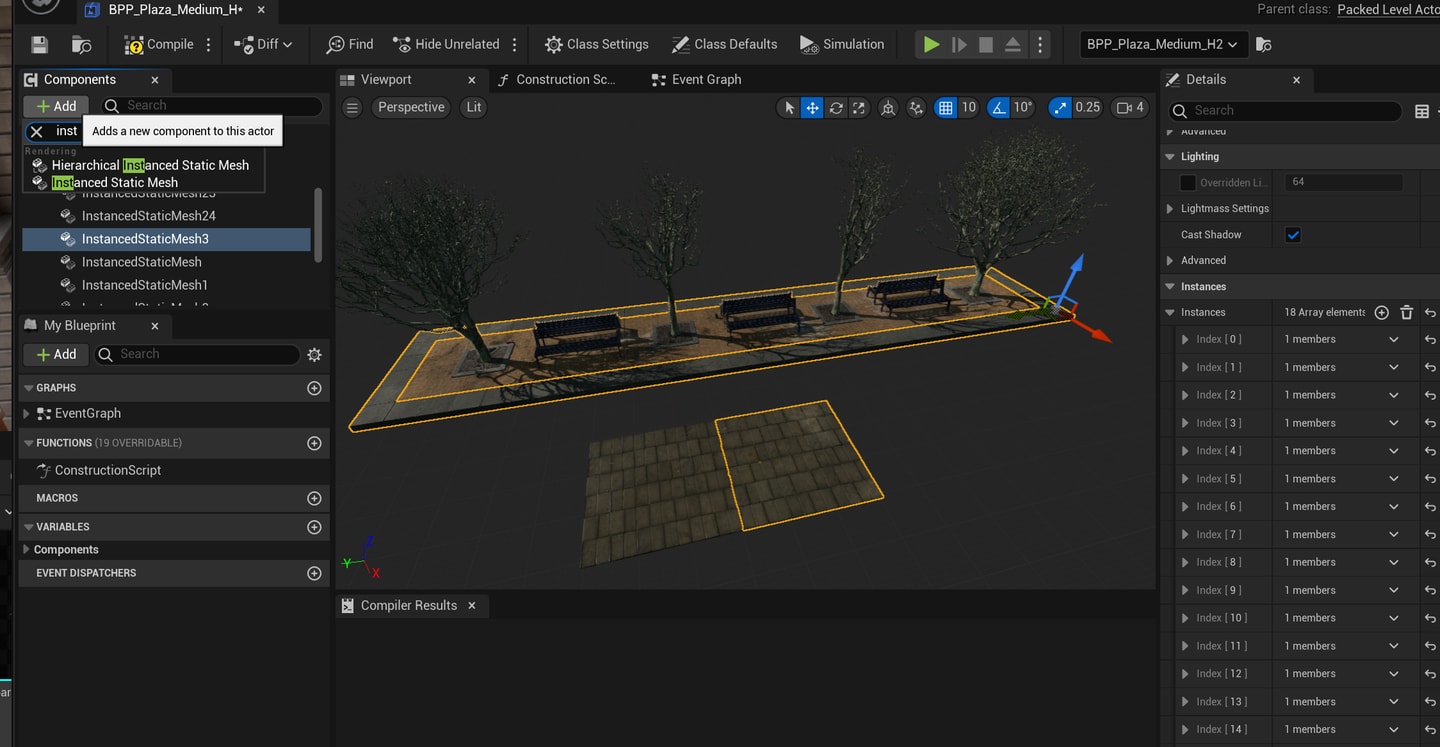 BPP_Plaza_Medium_H*
Parent class: Packed Level Acto
Compile
Diff
Find
Hide Unrelated
Class Settings
Class Defaults
Simulation
BPP_Plaza_Medium_H2
Components
Add
Search
inst
Adds a new component to this actor
Rendering
Hierarchical Instanced Static Mesh
Instanced Static Mesh
InstancedStaticMesh23
InstancedStaticMesh24
InstancedStaticMesh3
InstancedStaticMesh
InstancedStaticMesh1
My Blueprint
Add
Search
GRAPHS
EventGraph
FUNCTIONS (19 OVERRIDABLE)
ConstructionScript
MACROS
VARIABLES
Components
EVENT DISPATCHERS
Viewport
Construction Sc...
Event Graph
Perspective
Lit
10
10°
0.25
4
Z
Y
X
Compiler Results
Details
Search
Advanced
Lighting
Overridden Li...
64
Lightmass Settings
Cast Shadow
Advanced
Instances
Instances
18 Array elements
Index [ 0 ]
1 members
Index [ 1 ]
1 members
Index [ 2 ]
1 members
Index [ 3 ]
1 members
Index [ 4 ]
1 members
Index [ 5 ]
1 members
Index [ 6 ]
1 members
Index [ 7 ]
1 members
Index [ 8 ]
1 members
Index [ 9 ]
1 members
Index [ 10 ]
1 members
Index [ 11 ]
1 members
Index [ 12 ]
1 members
Index [ 13 ]
1 members
Index [ 14 ]
1 members